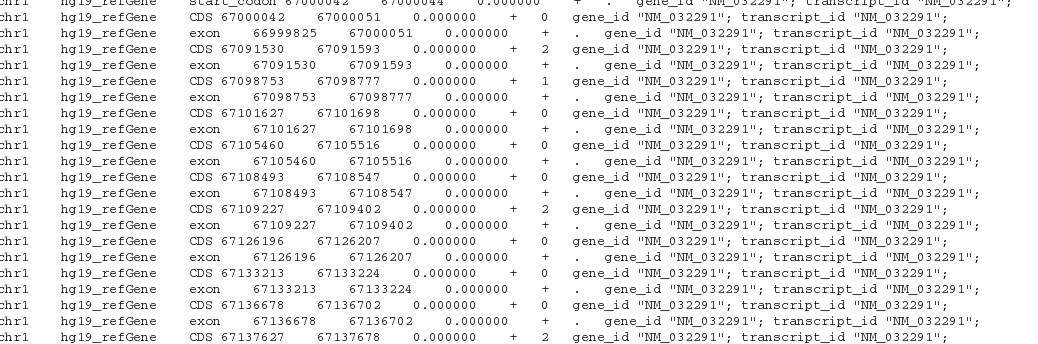 chr1 hg19_refGene start_codon 67000042 67000044 0.000000 + . gene_id "NM_032291"; transcript_id "NM_032291";
chr1 hg19_refGene CDS 67000042 67000051 0.000000 + 0 gene_id "NM_032291"; transcript_id "NM_032291";
chr1 hg19_refGene exon 66999825 67000051 0.000000 + . gene_id "NM_032291"; transcript_id "NM_032291";
chr1 hg19_refGene CDS 67091530 67091593 0.000000 + 2 gene_id "NM_032291"; transcript_id "NM_032291";
chr1 hg19_refGene exon 67091530 67091593 0.000000 + . gene_id "NM_032291"; transcript_id "NM_032291";
chr1 hg19_refGene CDS 67098753 67098777 0.000000 + 1 gene_id "NM_032291"; transcript_id "NM_032291";
chr1 hg19_refGene exon 67098753 67098777 0.000000 + . gene_id "NM_032291"; transcript_id "NM_032291";
chr1 hg19_refGene CDS 67101627 67101698 0.000000 + 0 gene_id "NM_032291"; transcript_id "NM_032291";
chr1 hg19_refGene exon 67101627 67101698 0.000000 + . gene_id "NM_032291"; transcript_id "NM_032291";
chr1 hg19_refGene CDS 67105460 67105516 0.000000 + 0 gene_id "NM_032291"; transcript_id "NM_032291";
chr1 hg19_refGene exon 67105460 67105516 0.000000 + . gene_id "NM_032291"; transcript_id "NM_032291";
chr1 hg19_refGene CDS 67108493 67108547 0.000000 + 0 gene_id "NM_032291"; transcript_id "NM_032291";
chr1 hg19_refGene exon 67108493 67108547 0.000000 + . gene_id "NM_032291"; transcript_id "NM_032291";
chr1 hg19_refGene CDS 67109227 67109402 0.000000 + 2 gene_id "NM_032291"; transcript_id "NM_032291";
chr1 hg19_refGene exon 67109227 67109402 0.000000 + . gene_id "NM_032291"; transcript_id "NM_032291";
chr1 hg19_refGene CDS 67126196 67126207 0.000000 + 0 gene_id "NM_032291"; transcript_id "NM_032291";
chr1 hg19_refGene exon 67126196 67126207 0.000000 + . gene_id "NM_032291"; transcript_id "NM_032291";
chr1 hg19_refGene CDS 67133213 67133224 0.000000 + 0 gene_id "NM_032291"; transcript_id "NM_032291";
chr1 hg19_refGene exon 67133213 67133224 0.000000 + . gene_id "NM_032291"; transcript_id "NM_032291";
chr1 hg19_refGene CDS 67136678 67136702 0.000000 + 0 gene_id "NM_032291"; transcript_id "NM_032291";
chr1 hg19_refGene exon 67136678 67136702 0.000000 + . gene_id "NM_032291"; transcript_id "NM_032291";
chr1 hg19_refGene CDS 67137627 67137678 0.000000 + 2 gene_id "NM_032291"; transcript_id "NM_032291";